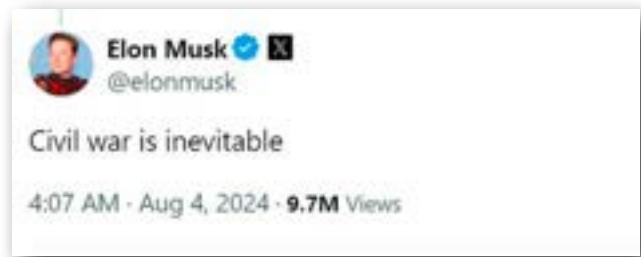 Elon Musk X
@elonmusk
Civil war is inevitable
4:07 AM · Aug 4, 2024 · 9.7M Views